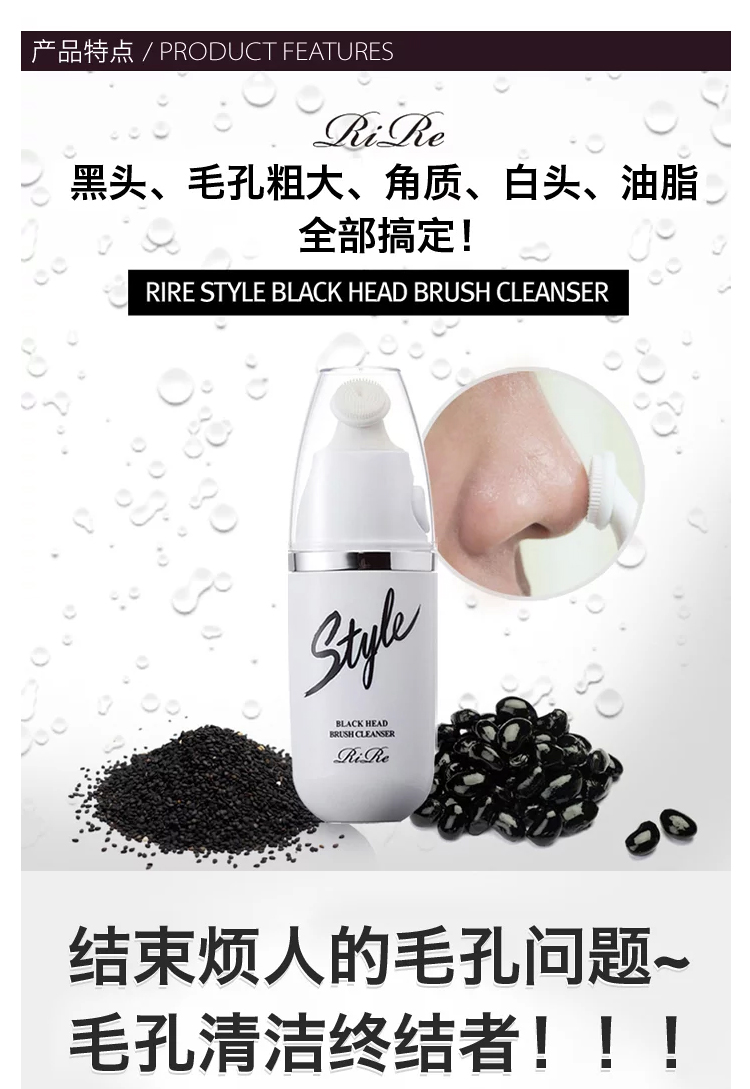 产品特点 / PRODUCT FEATURES
RiRe
黑头、毛孔粗大、角质、白头、油脂
全部搞定！
RIRE STYLE BLACK HEAD BRUSH CLEANSER
Style
BLACK HEAD
BRUSH CLEANSER
RiRe
结束烦人的毛孔问题~
毛孔清洁终结者！！！